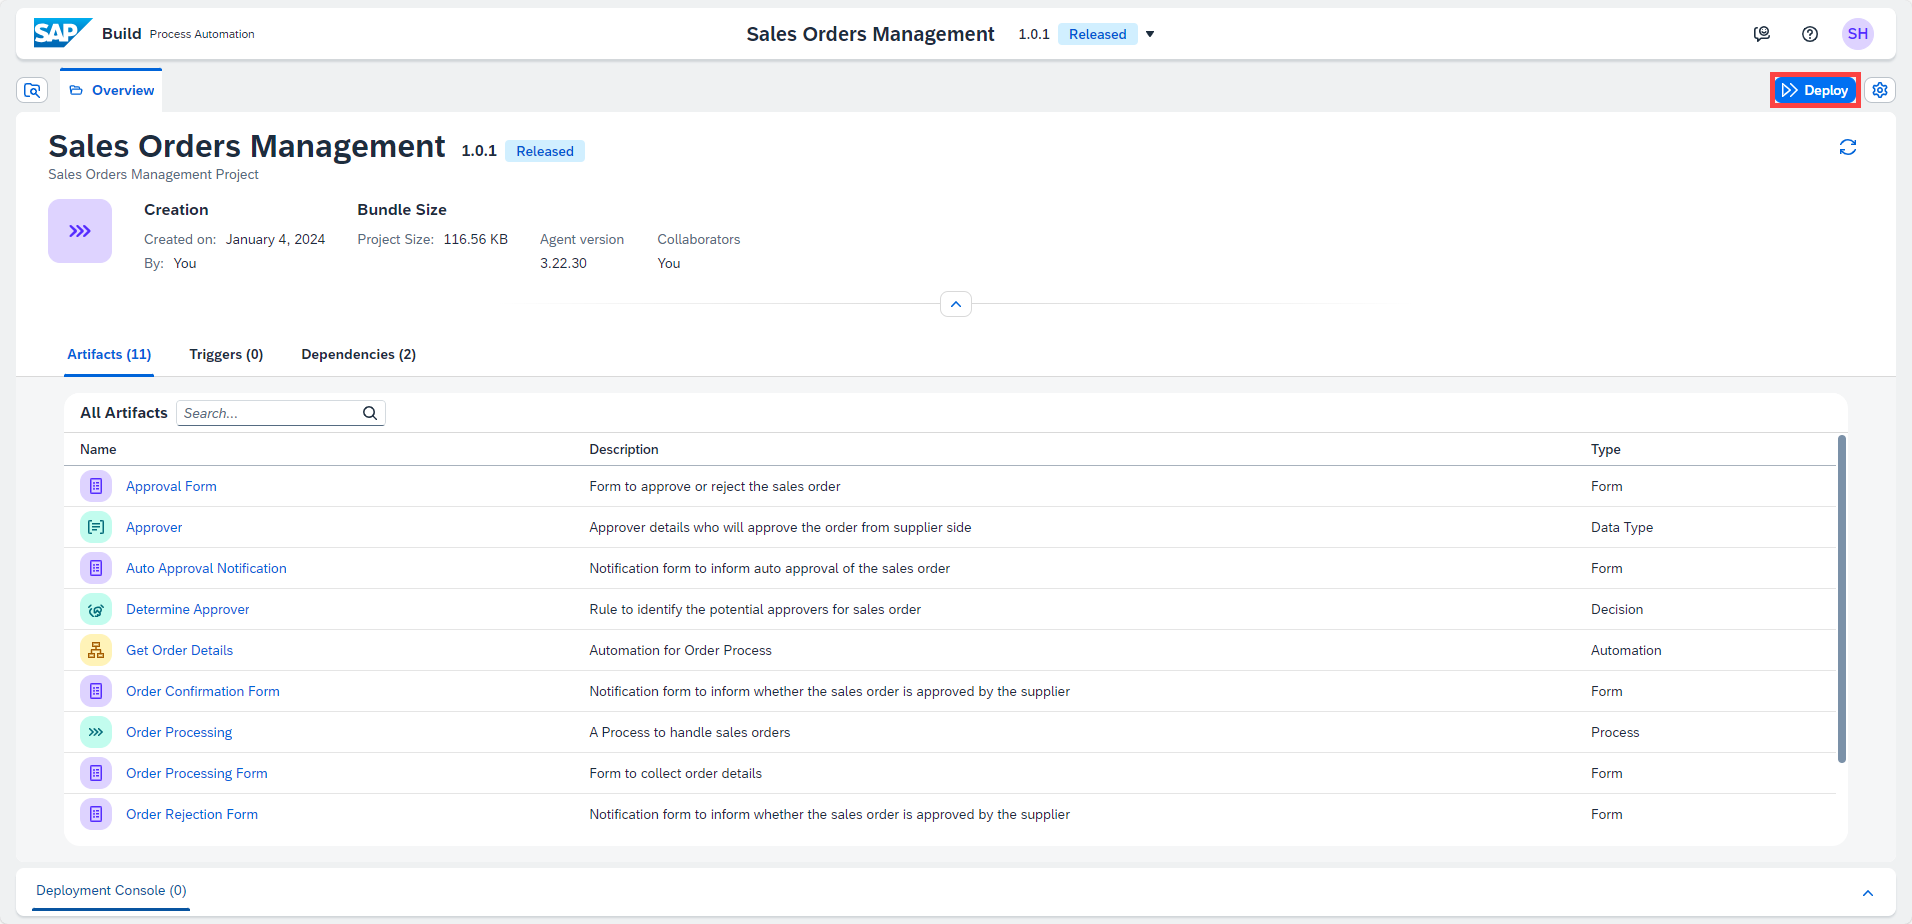 SAP Build Process Automation
Sales Orders Management 1.0.1 Released
SH
Overview
Deploy
Sales Orders Management 1.0.1 Released
Sales Orders Management Project
Creation
Bundle Size
Created on: January 4, 2024
Project Size: 116.56 KB
Agent version
Collaborators
By: You
3.22.30
You
Artifacts (11) Triggers (0) Dependencies (2)
All Artifacts Search...
Name Description Type
Approval Form Form to approve or reject the sales order Form
Approver Approver details who will approve the order from supplier side Data Type
Auto Approval Notification Notification form to inform auto approval of the sales order Form
Determine Approver Rule to identify the potential approvers for sales order Decision
Get Order Details Automation for Order Process Automation
Order Confirmation Form Notification form to inform whether the sales order is approved by the supplier Form
Order Processing A Process to handle sales orders Process
Order Processing Form Form to collect order details Form
Order Rejection Form Notification form to inform whether the sales order is approved by the supplier Form
Deployment Console (0)